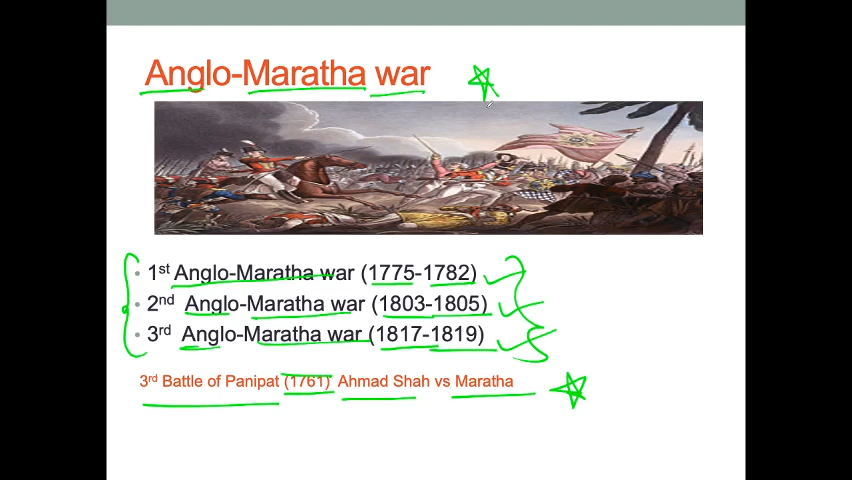 Anglo-Maratha war
• 1st Anglo-Maratha war (1775-1782)
• 2nd Anglo-Maratha war (1803-1805)
• 3rd Anglo-Maratha war (1817-1819)
3rd Battle of Panipat (1761) Ahmad Shah vs Maratha